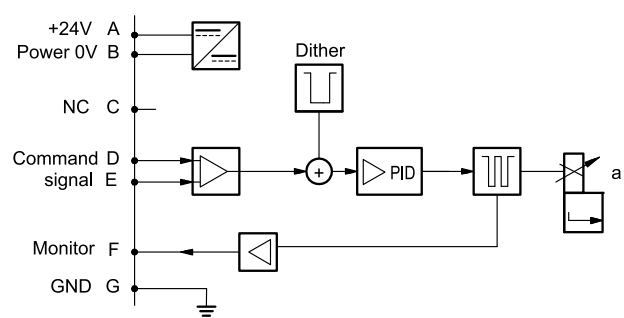 +24V A
Power 0V B
Dither
NC C
Command D
signal E
+
PID
a
Monitor F
GND G